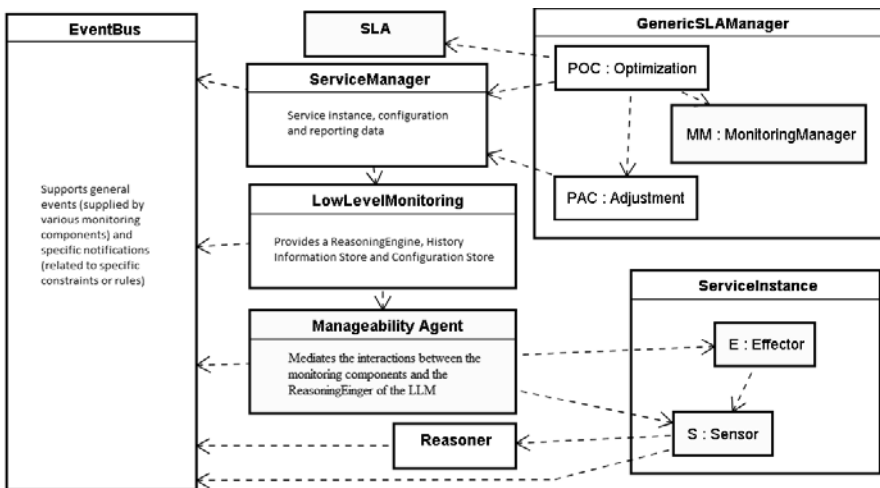 EventBus
Supports general
events (supplied by
various monitoring
components) and
specific notifications
(related to specific
constraints or rules)
SLA
ServiceManager
Service instance, configuration
and reporting data
LowLevelMonitoring
Provides a ReasoningEngine, History
Information Store and Configuration Store
Manageability Agent
Mediates the interactions between the
monitoring components and the
ReasoningEinger of the LLM
Reasoner
GenericSLAManager
POC : Optimization
MM : MonitoringManager
PAC : Adjustment
ServiceInstance
E : Effector
S : Sensor